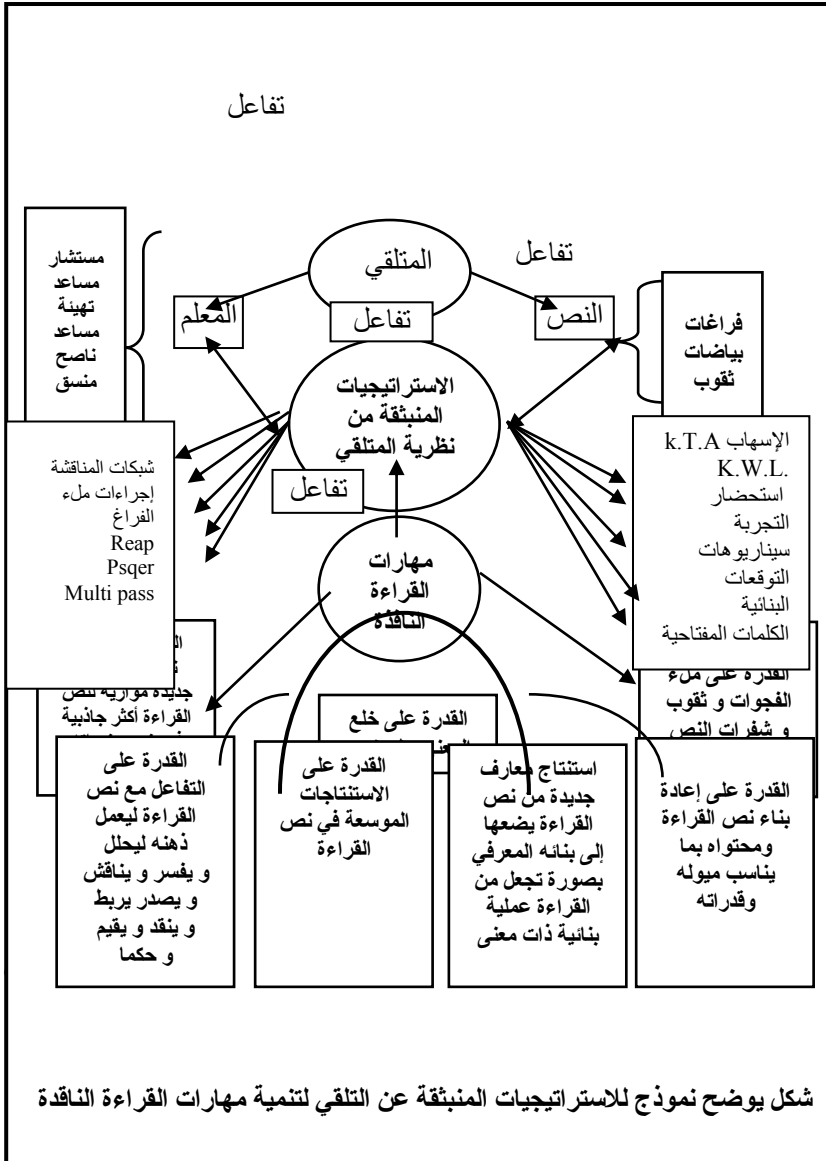 تفاعل
المتلقي
تفاعل
المعلم
تفاعل
النص
مستشار
مساعد
تهيئة
مساعد
ناصح
منسق
فراغات
بياضات
ثقوب
الاستراتيجيات
المنبثقة من
نظرية المتلقي
تفاعل
الإسهاب k.T.A
K.W.L.
استحضار
التجربة
سيناريوهات
التوقعات
البنائية
الكلمات المفتاحية
شبكات المناقشة
إجراءات ملء
الفراغ
Reap
Psqer
Multi pass
مهارات
القراءة
الناقدة
القدرة على ملء
الفجوات و ثقوب
و شفرات النص
القدرة على خلع
جديدة موازية لنص
القراءة أكثر جاذبية
القدرة على إعادة
بناء نص القراءة
ومحتواه بما
يناسب ميوله
وقدراته
استنتاج معارف
جديدة من نص
القراءة يضعها
إلى بنائه المعرفي
بصورة تجعل من
القراءة عملية
بنائية ذات معنى
القدرة على
الاستنتاجات
الموسعة في نص
القراءة
القدرة على
التفاعل مع نص
القراءة ليعمل
ذهنه ليحلل
و يفسر و يناقش
و يصدر يربط
و ينقد و يقيم
و حكما
شكل يوضح نموذج للاستراتيجيات المنبثقة عن التلقي لتنمية مهارات القراءة الناقدة